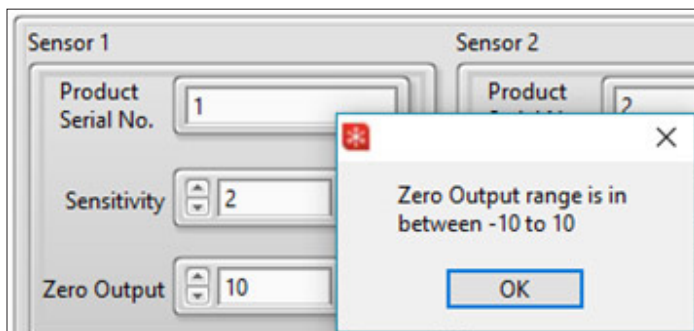 Sensor 1
Sensor 2
Product
Serial No.
1
Product
2
Sensitivity
2
Zero Output
10
Zero Output range is in
between -10 to 10
OK